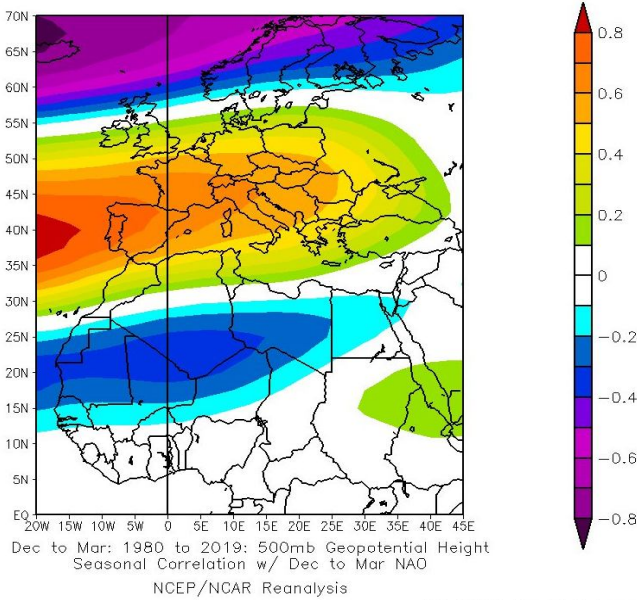 70N
65N
60N
55N
50N
45N
40N
35N
30N
25N
20N
15N
10N
5N
EQ
20W 15W 10W 5W 0 5E 10E 15E 20E 25E 30E 35E 40E 45E
0.8
0.6
0.4
0.2
0
-0.2
-0.4
-0.6
-0.8
Dec to Mar: 1980 to 2019: 500mb Geopotential Height
Seasonal Correlation w/ Dec to Mar NAO
NCEP/NCAR Reanalysis